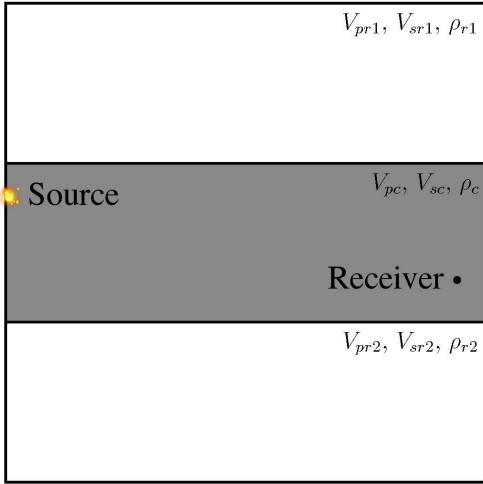 V_{pr1}, V_{sr1}, ρ_{r1}
V_{pc}, V_{sc}, ρ_c
Source
Receiver
V_{pr2}, V_{sr2}, ρ_{r2}